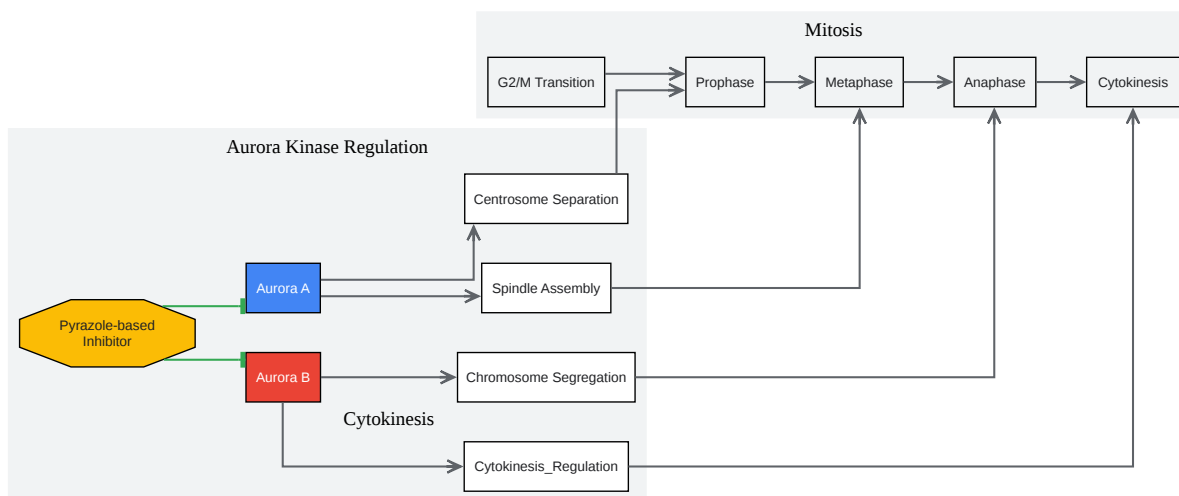 Mitosis
G2/M Transition
Prophase
Metaphase
Anaphase
Cytokinesis
Aurora Kinase Regulation
Centrosome Separation
Aurora A
Spindle Assembly
Pyrazole-based
Inhibitor
Aurora B
Chromosome Segregation
Cytokinesis
Cytokinesis_Regulation